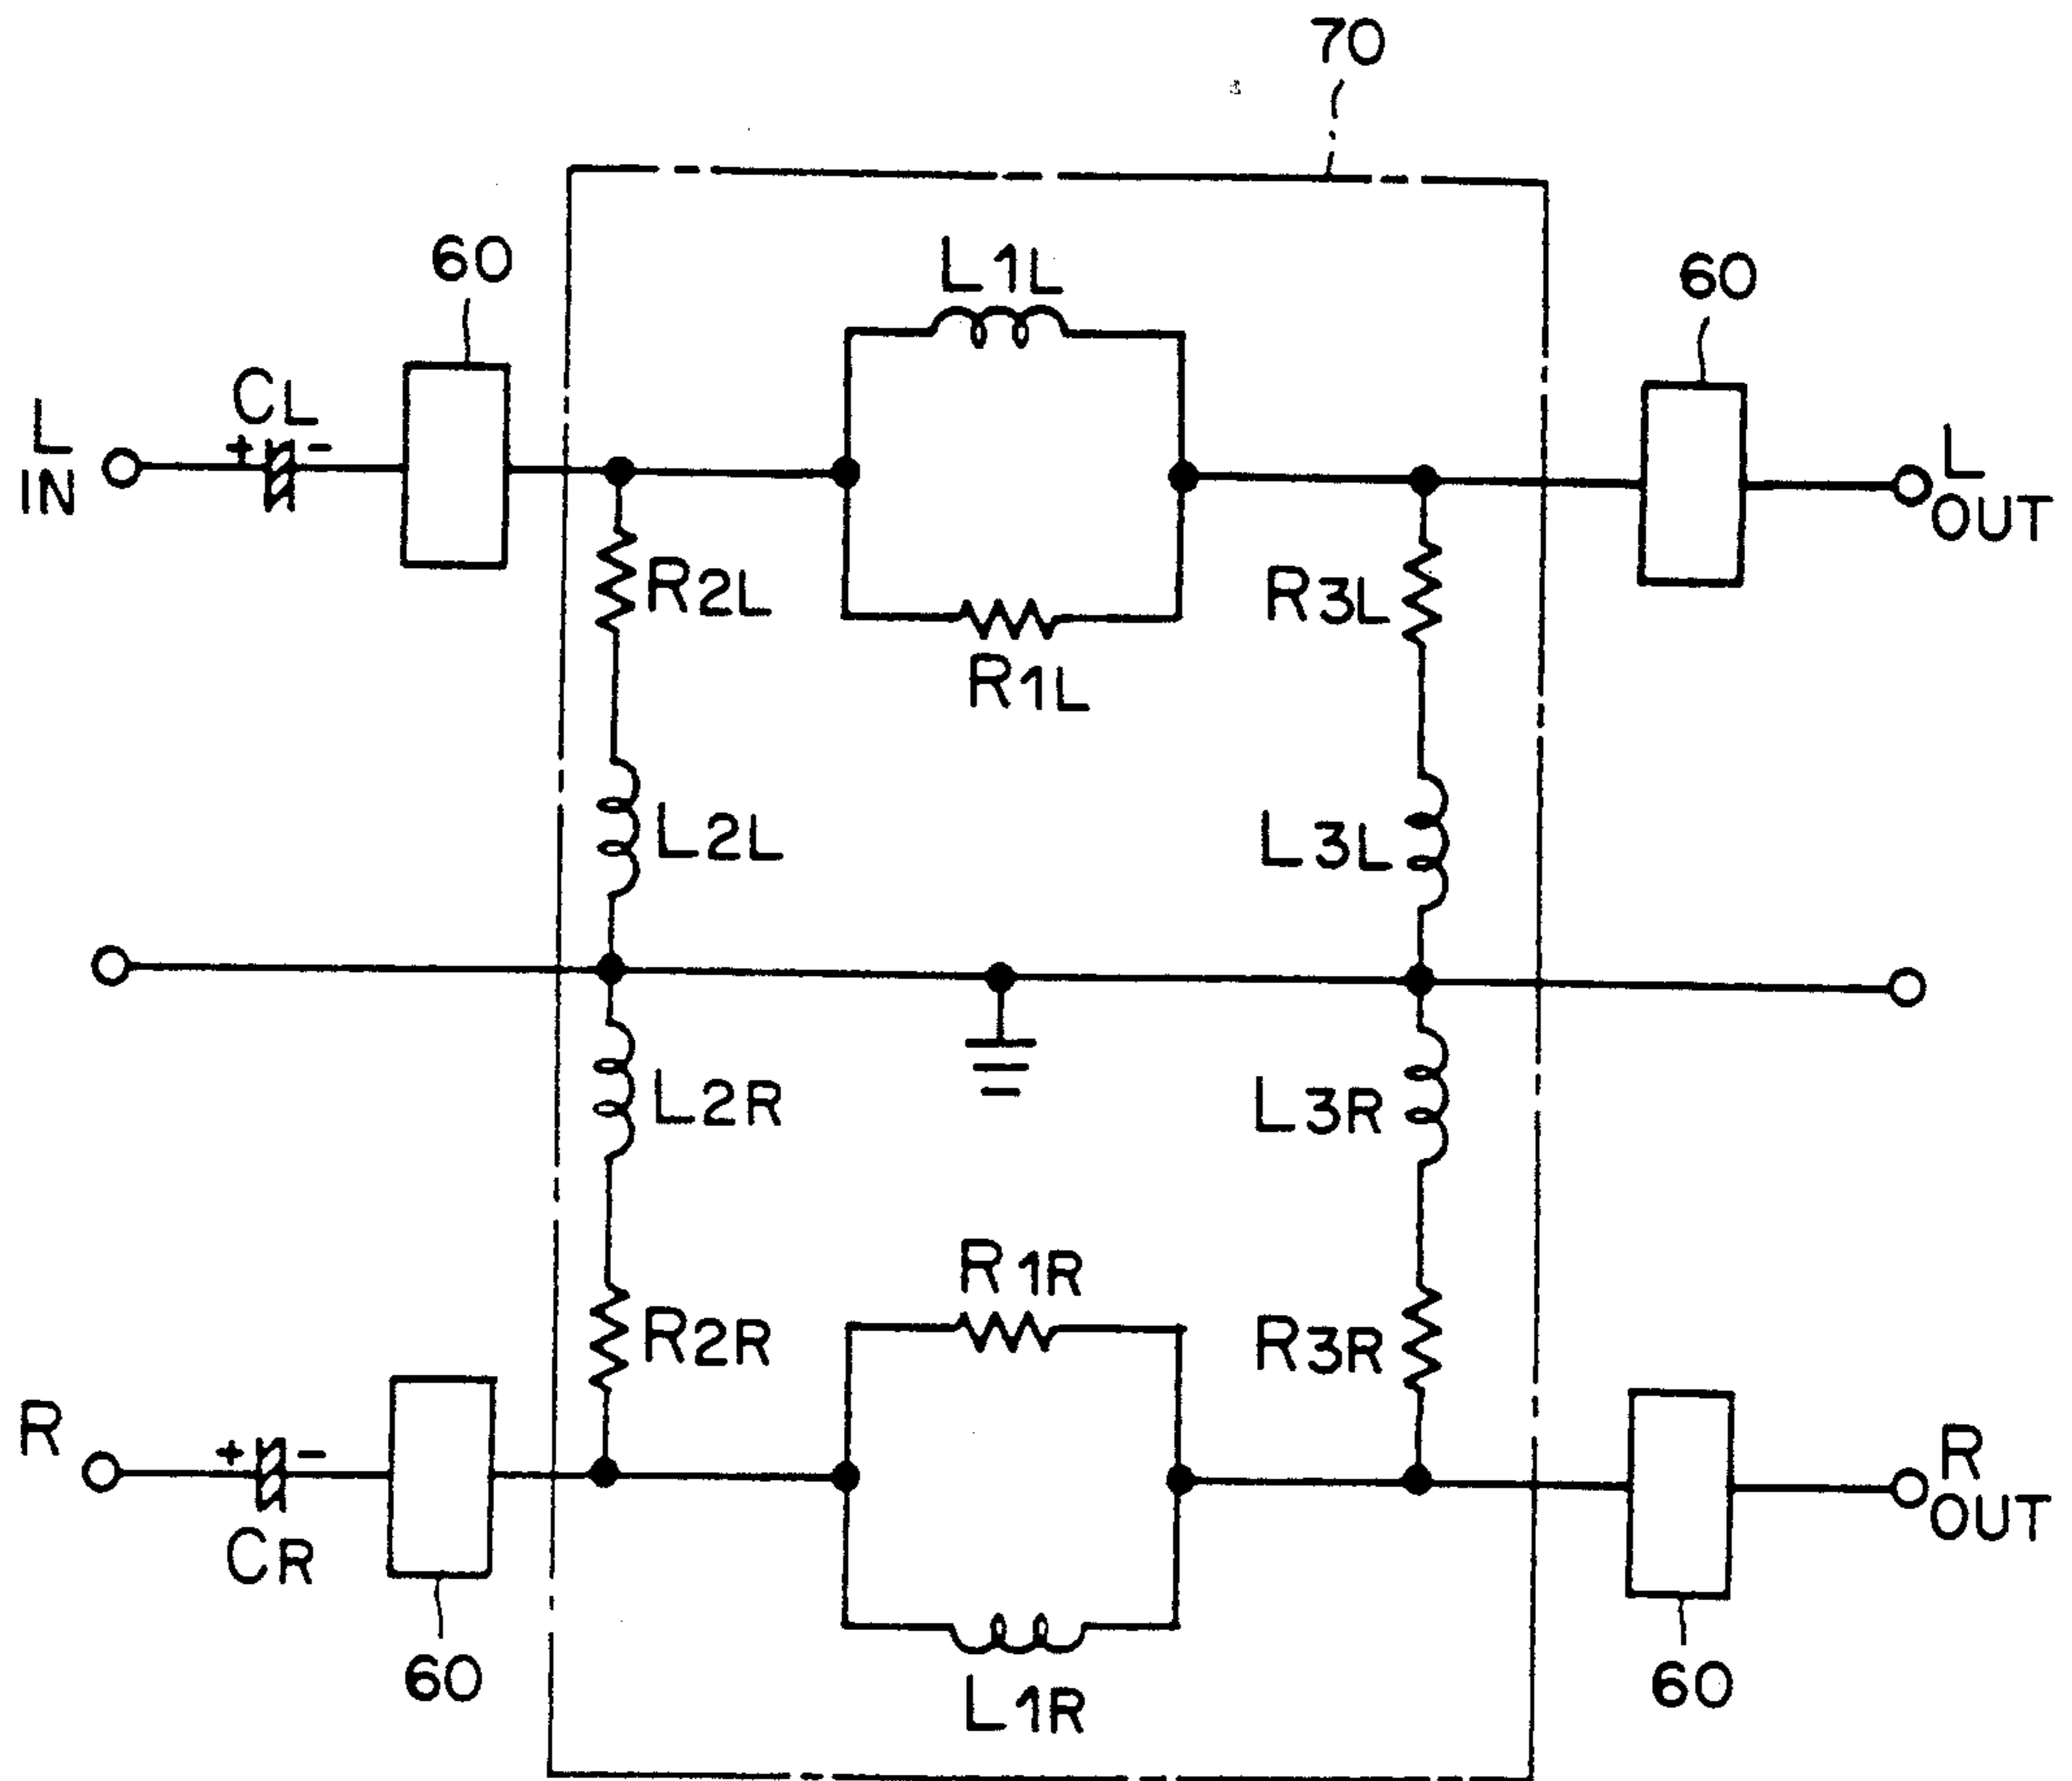 70
60
L1L
60
CL
+ -
L
IN
L
OUT
R2L
R3L
R1L
L2L
L3L
L2R
L3R
R1R
R2R
R3R
R
+ -
R
OUT
CR
60
60
L1R